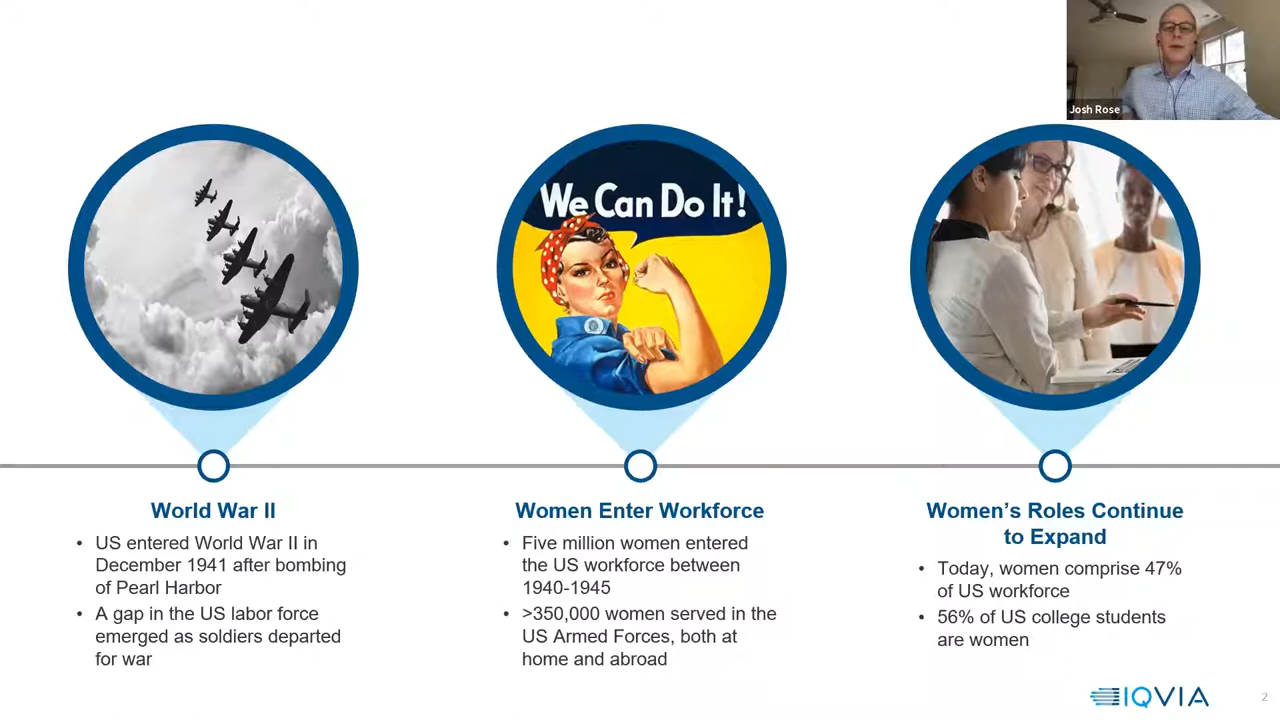 Josh Rose
We Can Do It!
World War II
• US entered World War II in
December 1941 after bombing
of Pearl Harbor
• A gap in the US labor force
emerged as soldiers departed
for war
Women Enter Workforce
• Five million women entered
the US workforce between
1940-1945
• >350,000 women served in the
US Armed Forces, both at
home and abroad
Women’s Roles Continue
to Expand
• Today, women comprise 47%
of US workforce
• 56% of US college students
are women
IQVIA
2